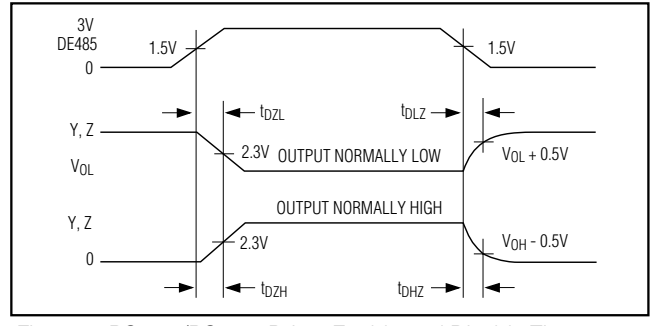 3V
DE485
1.5V
1.5V
0
tDZL
tDLZ
Y, Z
2.3V
OUTPUT NORMALLY LOW
VOL + 0.5V
VOL
OUTPUT NORMALLY HIGH
Y, Z
2.3V
VOH - 0.5V
0
tDZH
tDHZ